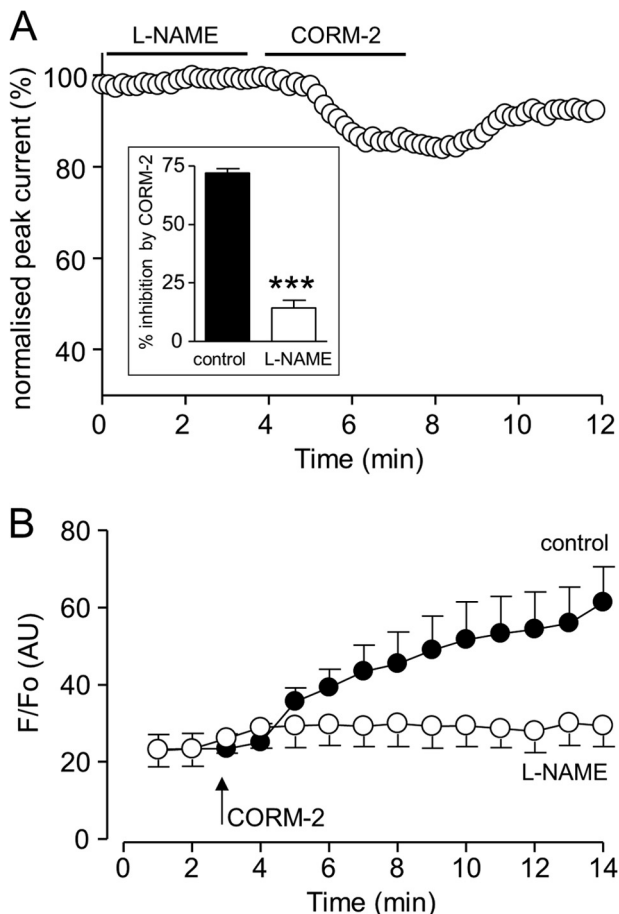 A
L-NAME CORM-2
normalised peak current (%)
100
80
60
40
% inhibition by CORM-2
75
50
25
0
***
control L-NAME
0 2 4 6 8 10 12
Time (min)
B
F/Fo (AU)
80
60
40
20
0
control
L-NAME
CORM-2
0 2 4 6 8 10 12 14
Time (min)